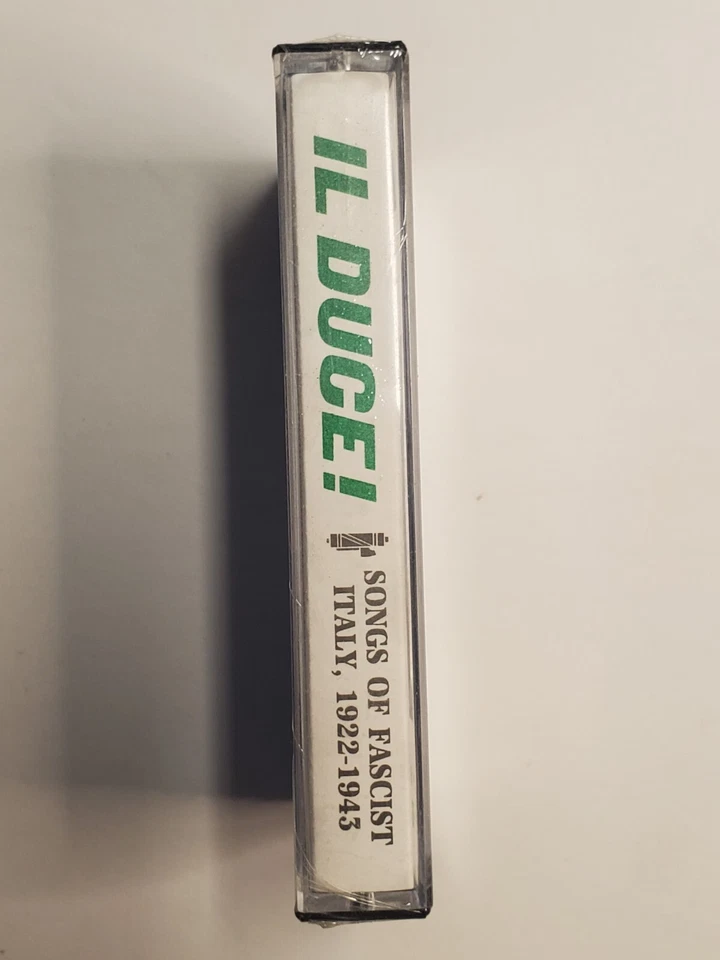 IL DUCE!
SONGS OF FASCIST
ITALY, 1922-1943